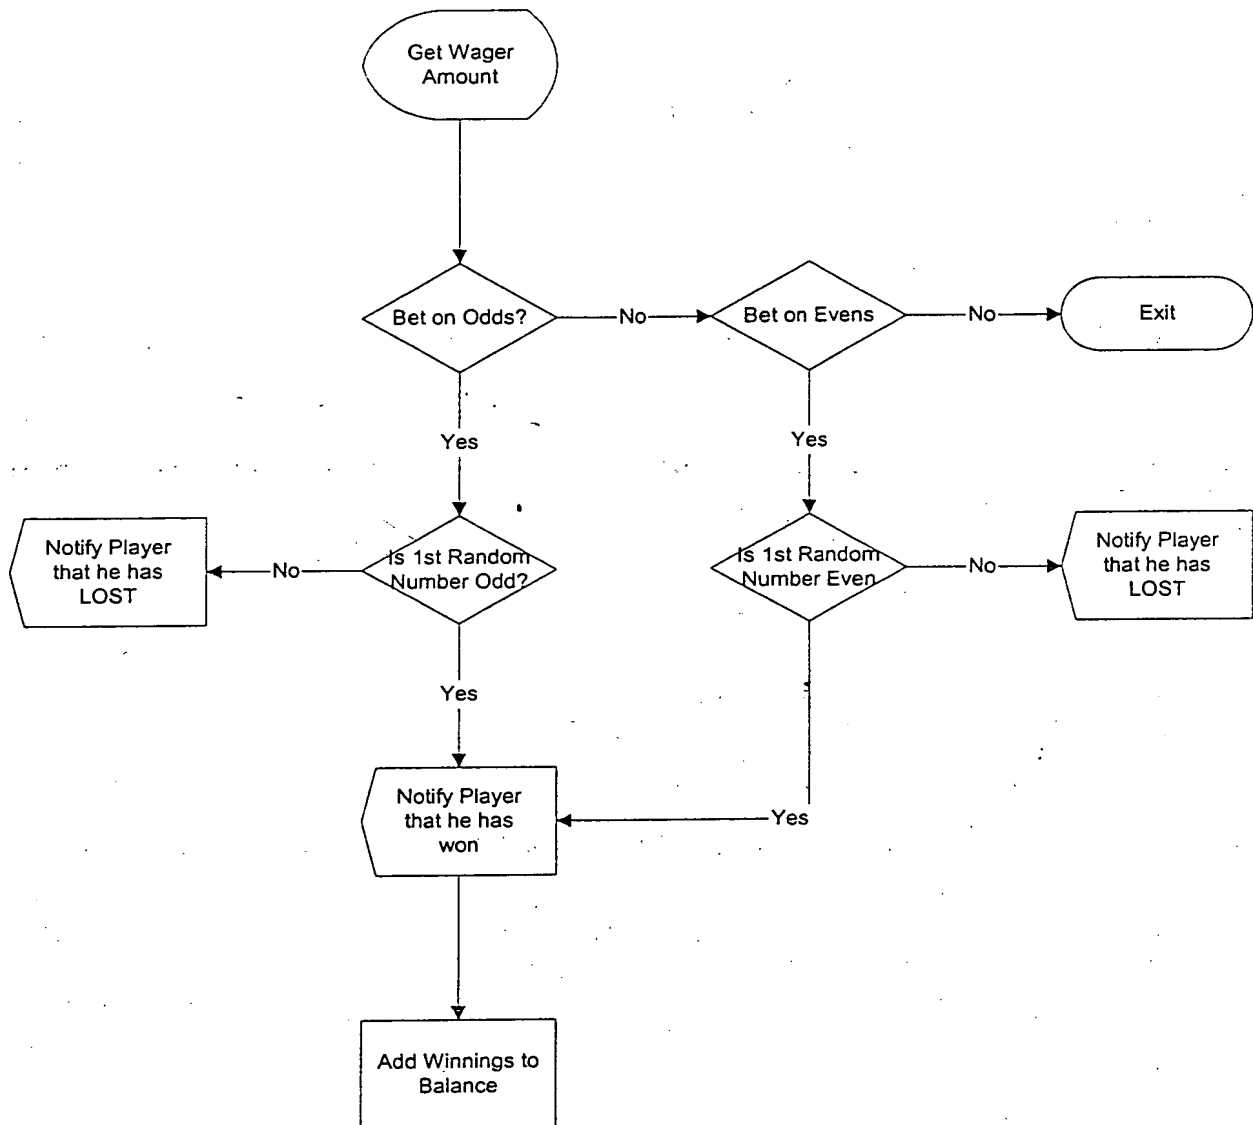 Get Wager
Amount
Bet on Odds?
No
Bet on Evens
No
Exit
Yes
Yes
Notify Player
that he has
LOST
No
Is 1st Random
Number Odd?
Is 1st Random
Number Even
No
Notify Player
that he has
LOST
Yes
Notify Player
that he has
won
Yes
Add Winnings to
Balance